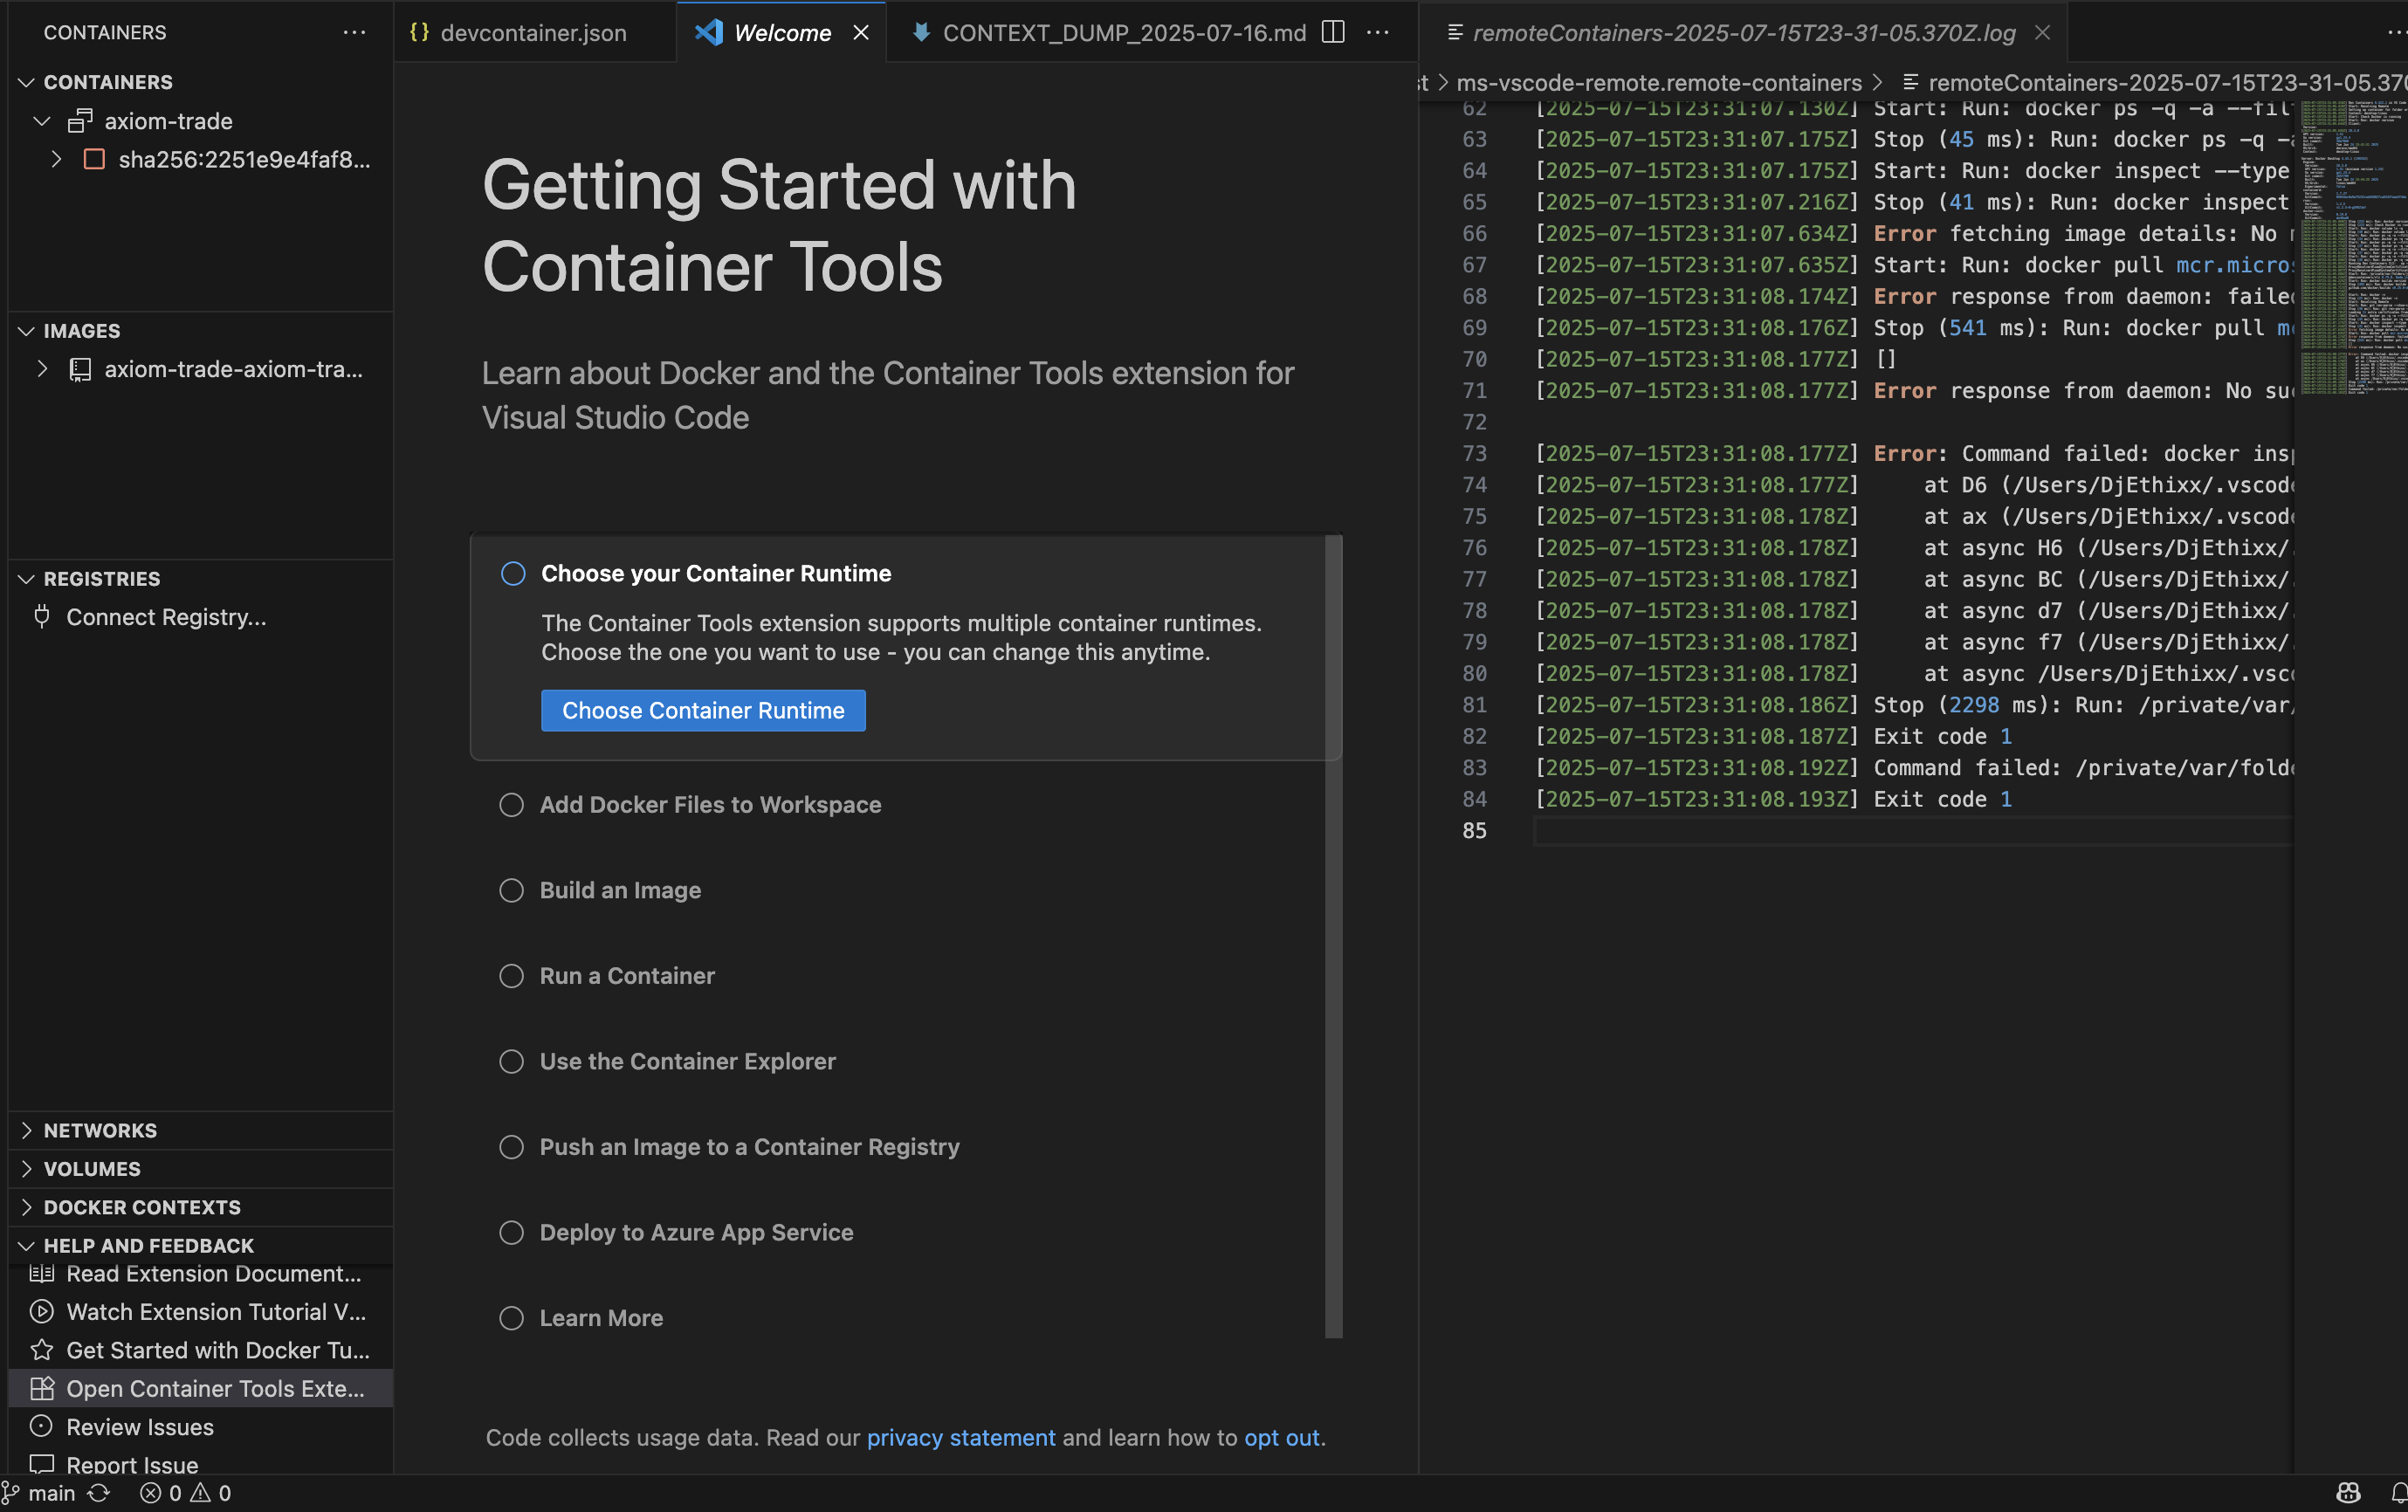 CONTAINERS
CONTAINERS
axiom-trade
sha256:2251e9e4faf8...
IMAGES
axiom-trade-axiom-tra...
REGISTRIES
Connect Registry...
NETWORKS
VOLUMES
DOCKER CONTEXTS
HELP AND FEEDBACK
Read Extension Document...
Watch Extension Tutorial V...
Get Started with Docker Tu...
Open Container Tools Exte...
Review Issues
Report Issue
{} devcontainer.json
Welcome
CONTEXT_DUMP_2025-07-16.md
Getting Started with
Container Tools
Learn about Docker and the Container Tools extension for
Visual Studio Code
Choose your Container Runtime
The Container Tools extension supports multiple container runtimes.
Choose the one you want to use - you can change this anytime.
Choose Container Runtime
Add Docker Files to Workspace
Build an Image
Run a Container
Use the Container Explorer
Push an Image to a Container Registry
Deploy to Azure App Service
Learn More
Code collects usage data. Read our privacy statement and learn how to opt out.
remoteContainers-2025-07-15T23-31-05.370Z.log
st > ms-vscode-remote.remote-containers > remoteContainers-2025-07-15T23-31-05.370
62 [2025-07-15T23:31:07.130Z] Start: Run: docker ps -q -a --filt
63 [2025-07-15T23:31:07.175Z] Stop (45 ms): Run: docker ps -q -a
64 [2025-07-15T23:31:07.175Z] Start: Run: docker inspect --type
65 [2025-07-15T23:31:07.216Z] Stop (41 ms): Run: docker inspect
66 [2025-07-15T23:31:07.634Z] Error fetching image details: No m
67 [2025-07-15T23:31:07.635Z] Start: Run: docker pull mcr.micros
68 [2025-07-15T23:31:08.174Z] Error response from daemon: failed
69 [2025-07-15T23:31:08.176Z] Stop (541 ms): Run: docker pull mc
70 [2025-07-15T23:31:08.177Z] []
71 [2025-07-15T23:31:08.177Z] Error response from daemon: No suc
72
73 [2025-07-15T23:31:08.177Z] Error: Command failed: docker insp
74 [2025-07-15T23:31:08.177Z] at D6 (/Users/DjEthixx/.vscode
75 [2025-07-15T23:31:08.178Z] at ax (/Users/DjEthixx/.vscode
76 [2025-07-15T23:31:08.178Z] at async H6 (/Users/DjEthixx/.
77 [2025-07-15T23:31:08.178Z] at async BC (/Users/DjEthixx/.
78 [2025-07-15T23:31:08.178Z] at async d7 (/Users/DjEthixx/.
79 [2025-07-15T23:31:08.178Z] at async f7 (/Users/DjEthixx/.
80 [2025-07-15T23:31:08.178Z] at async /Users/DjEthixx/.vsco
81 [2025-07-15T23:31:08.186Z] Stop (2298 ms): Run: /private/var/
82 [2025-07-15T23:31:08.187Z] Exit code 1
83 [2025-07-15T23:31:08.192Z] Command failed: /private/var/folde
84 [2025-07-15T23:31:08.193Z] Exit code 1
85
main 0 0